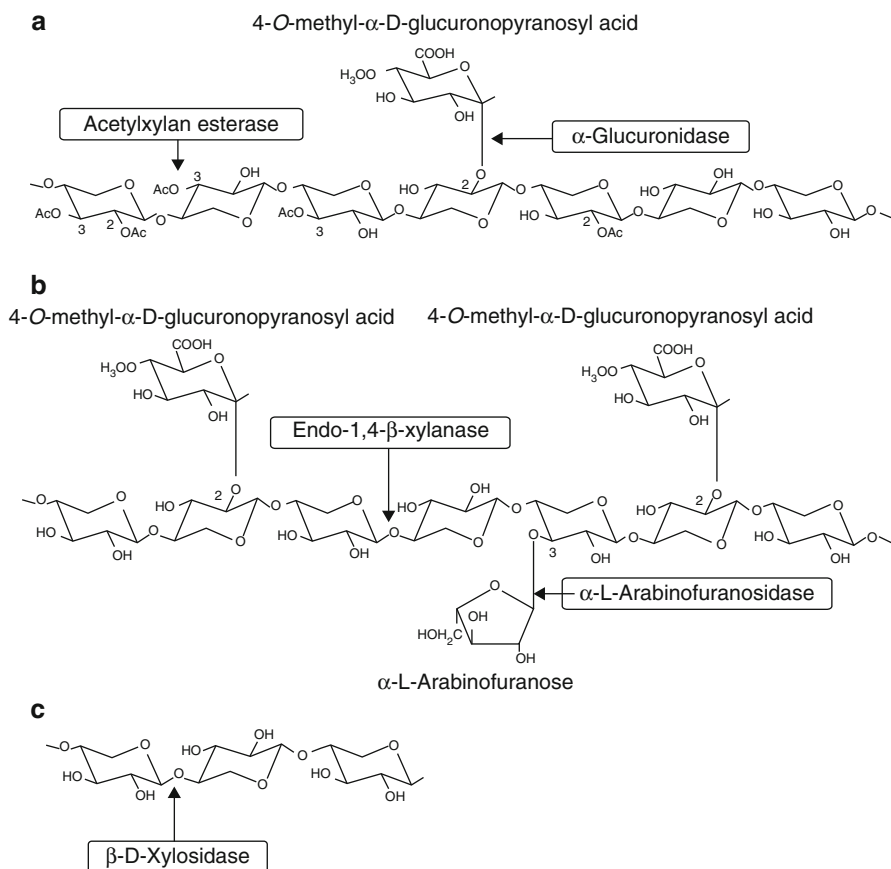 a
4-O-methyl-α-D-glucuronopyranosyl acid
COOH
O
H3OO
HO
OH
Acetylxylan esterase
α-Glucuronidase
O
3
OH
2
O
O
AcO
HO
O
O
O
O
HO
OH
O
AcO
3
2
OAc
O
O
AcO
3
OH
O
O
HO
2
OAc
O
O
HO
OH
O
b
4-O-methyl-α-D-glucuronopyranosyl acid
4-O-methyl-α-D-glucuronopyranosyl acid
COOH
O
H3OO
HO
OH
COOH
O
H3OO
HO
OH
Endo-1,4-β-xylanase
2
O
2
O
O
O
HO
O
O
O
HO
OH
O
O
O
HO
O
O
O
HO
OH
O
O
HO
OH
O
O
O
3
OH
O
O
HO
OH
O
O
α-L-Arabinofuranosidase
OH
HOH2C
OH
α-L-Arabinofuranose
c
O
O
HO
OH
O
O
O
HO
OH
O
O
HO
OH
β-D-Xylosidase